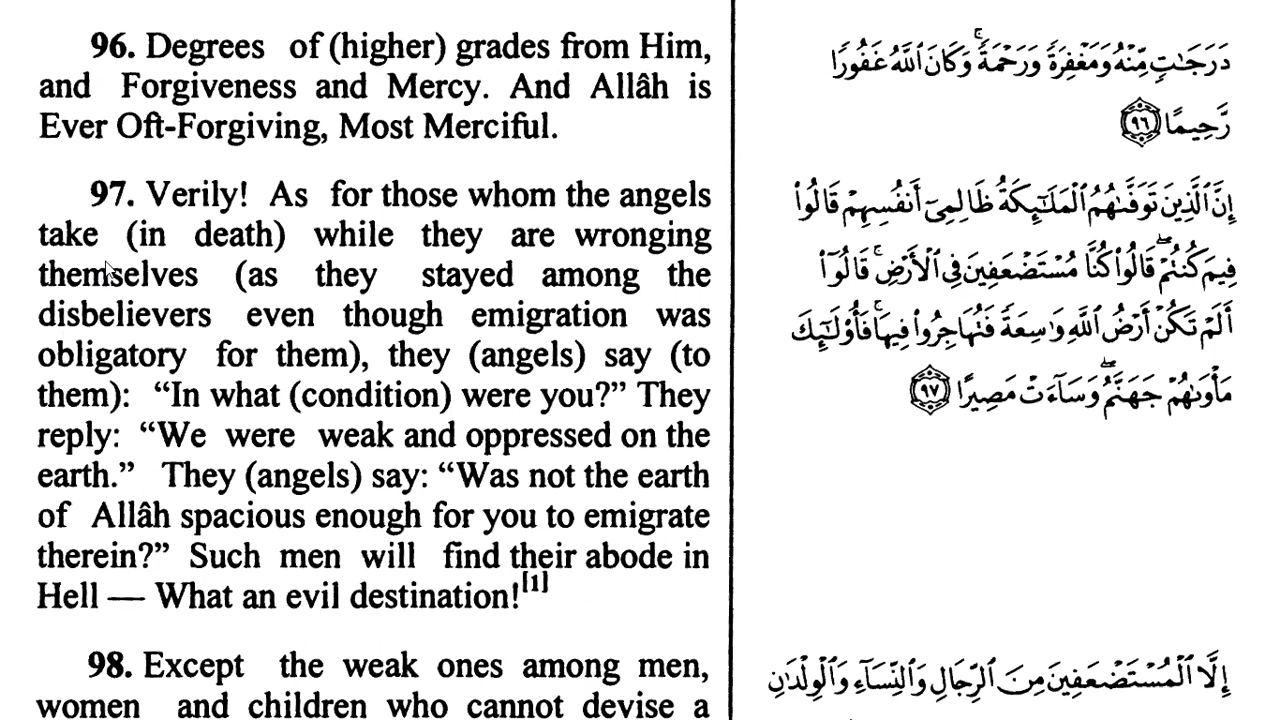 96. Degrees of (higher) grades from Him,
and Forgiveness and Mercy. And Allâh is
Ever Oft-Forgiving, Most Merciful.
97. Verily! As for those whom the angels
take (in death) while they are wronging
themselves (as they stayed among the
disbelievers even though emigration was
obligatory for them), they (angels) say (to
them): “In what (condition) were you?” They
reply: “We were weak and oppressed on the
earth.” They (angels) say: “Was not the earth
of Allâh spacious enough for you to emigrate
therein?” Such men will find their abode in
Hell — What an evil destination![1]
98. Except the weak ones among men,
women and children who cannot devise a
دَرَجَـٰتٍ مِّنْهُ وَمَغْفِرَةً وَرَحْمَةً ۚ وَكَانَ ٱللَّهُ غَفُورًا
رَّحِيمًا ٩٦
إِنَّ ٱلَّذِينَ تَوَفَّىٰهُمُ ٱلْمَلَـٰٓئِكَةُ ظَالِمِىٓ أَنفُسِهِمْ قَالُوا۟
فِيمَ كُنتُمْ ۖ قَالُوا۟ كُنَّا مُسْتَضْعَفِينَ فِى ٱلْأَرْضِ ۚ قَالُوٓا۟
أَلَمْ تَكُنْ أَرْضُ ٱللَّهِ وَٰسِعَةً فَتُهَاجِرُوا۟ فِيهَا ۚ فَأُو۟لَـٰٓئِكَ
مَأْوَىٰهُمْ جَهَنَّمُ ۖ وَسَآءَتْ مَصِيرًا ٩٧
إِلَّا ٱلْمُسْتَضْعَفِينَ مِنَ ٱلرِّجَالِ وَٱلنِّسَآءِ وَٱلْوِلْدَٰنِ